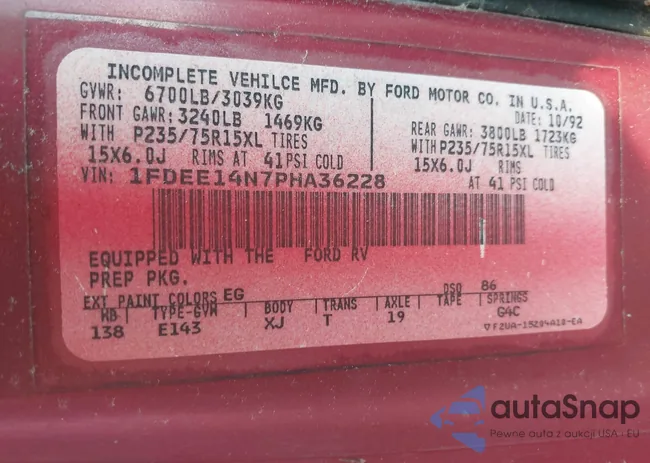 INCOMPLETE VEHILCE MFD. BY FORD MOTOR CO. IN U.S.A.
GVWR: 6700LB/3039KG DATE: 10/92
FRONT GAWR: 3240LB 1469KG REAR GAWR: 3800LB 1723KG
WITH P235/75R15XL TIRES WITH P235/75R15XL TIRES
15X6.0J RIMS AT 41 PSI COLD 15X6.0J RIMS
VIN: 1FDEE14N7PHA36228 AT 41 PSI COLD
EQUIPPED WITH THE FORD RV
PREP PKG.
EXT PAINT COLORS EG DSO 86
WB TYPE-GVM BODY TRANS AXLE TAPE SPRINGS
138 E143 XJ T 19 G4C
F2UA-15204A10-EA
autaSnap
Pewne auta z aukcji USA - EU